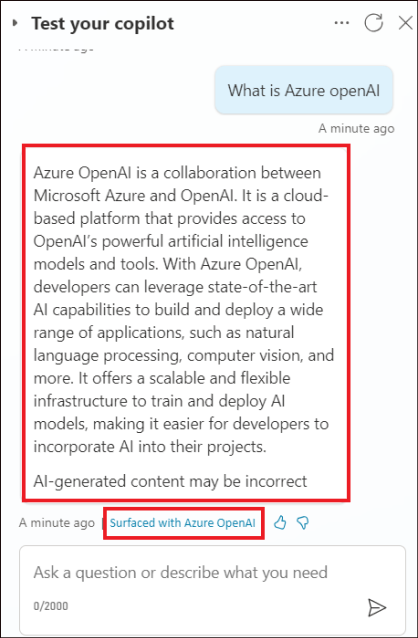 Test your copilot
A minute ago
What is Azure openAI
A minute ago
Azure OpenAI is a collaboration between
Microsoft Azure and OpenAI. It is a cloud-
based platform that provides access to
OpenAI's powerful artificial intelligence
models and tools. With Azure OpenAI,
developers can leverage state-of-the-art
AI capabilities to build and deploy a wide
range of applications, such as natural
language processing, computer vision, and
more. It offers a scalable and flexible
infrastructure to train and deploy AI
models, making it easier for developers to
incorporate AI into their projects.
AI-generated content may be incorrect
A minute ago | Surfaced with Azure OpenAI
Ask a question or describe what you need
0/2000